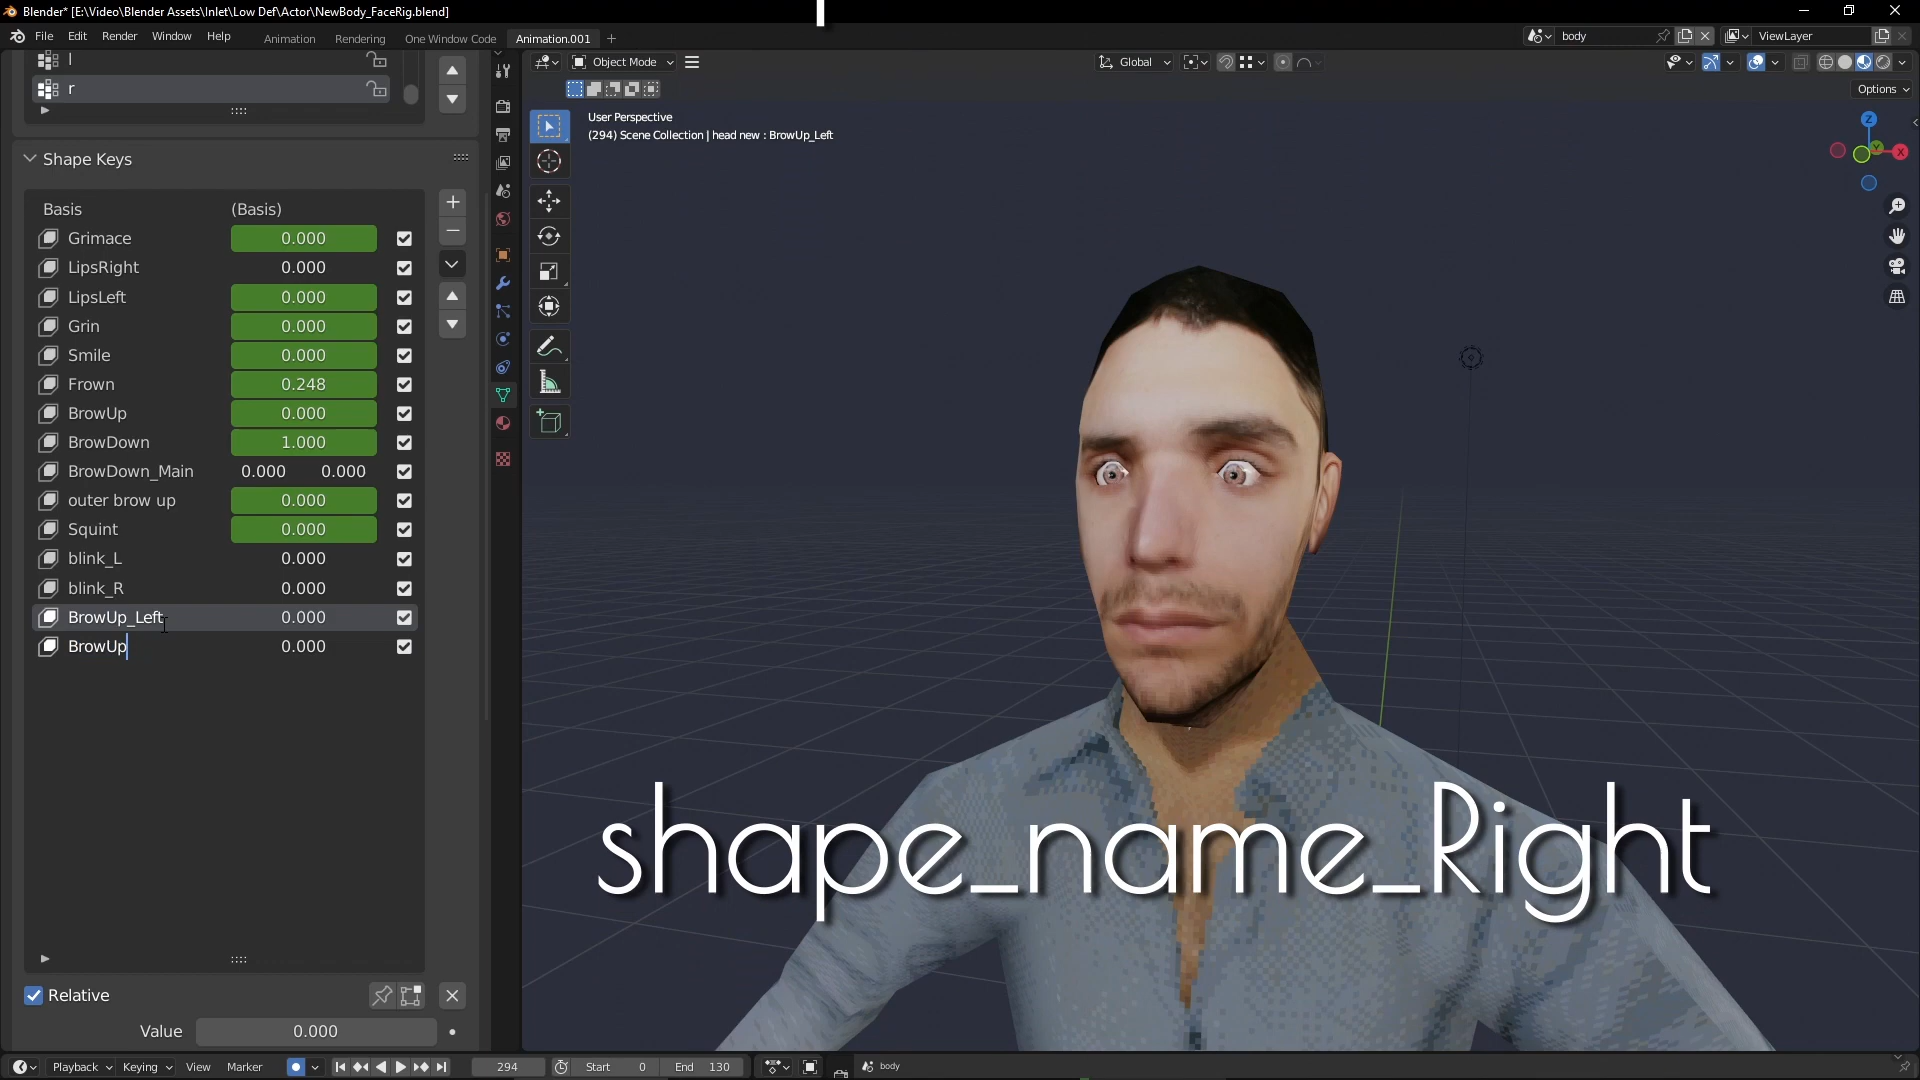 Blender* [E:\Video\Blender Assets\Inlet\Low Def\Actor\NewBody_FaceRig.blend]
File Edit Render Window Help Animation Rendering One Window Code Animation.001 + body ViewLayer
l
r
Object Mode Global
Options
User Perspective
(294) Scene Collection | head new : BrowUp_Left
Z
Y
X
Shape Keys
Basis (Basis)
Grimace 0.000
LipsRight 0.000
LipsLeft 0.000
Grin 0.000
Smile 0.000
Frown 0.248
BrowUp 0.000
BrowDown 1.000
BrowDown_Main 0.000 0.000
outer brow up 0.000
Squint 0.000
blink_L 0.000
blink_R 0.000
BrowUp_Left 0.000
BrowUp 0.000
shape_name_Right
Relative
Value 0.000
Playback Keying View Marker 294 Start 0 End 130 body